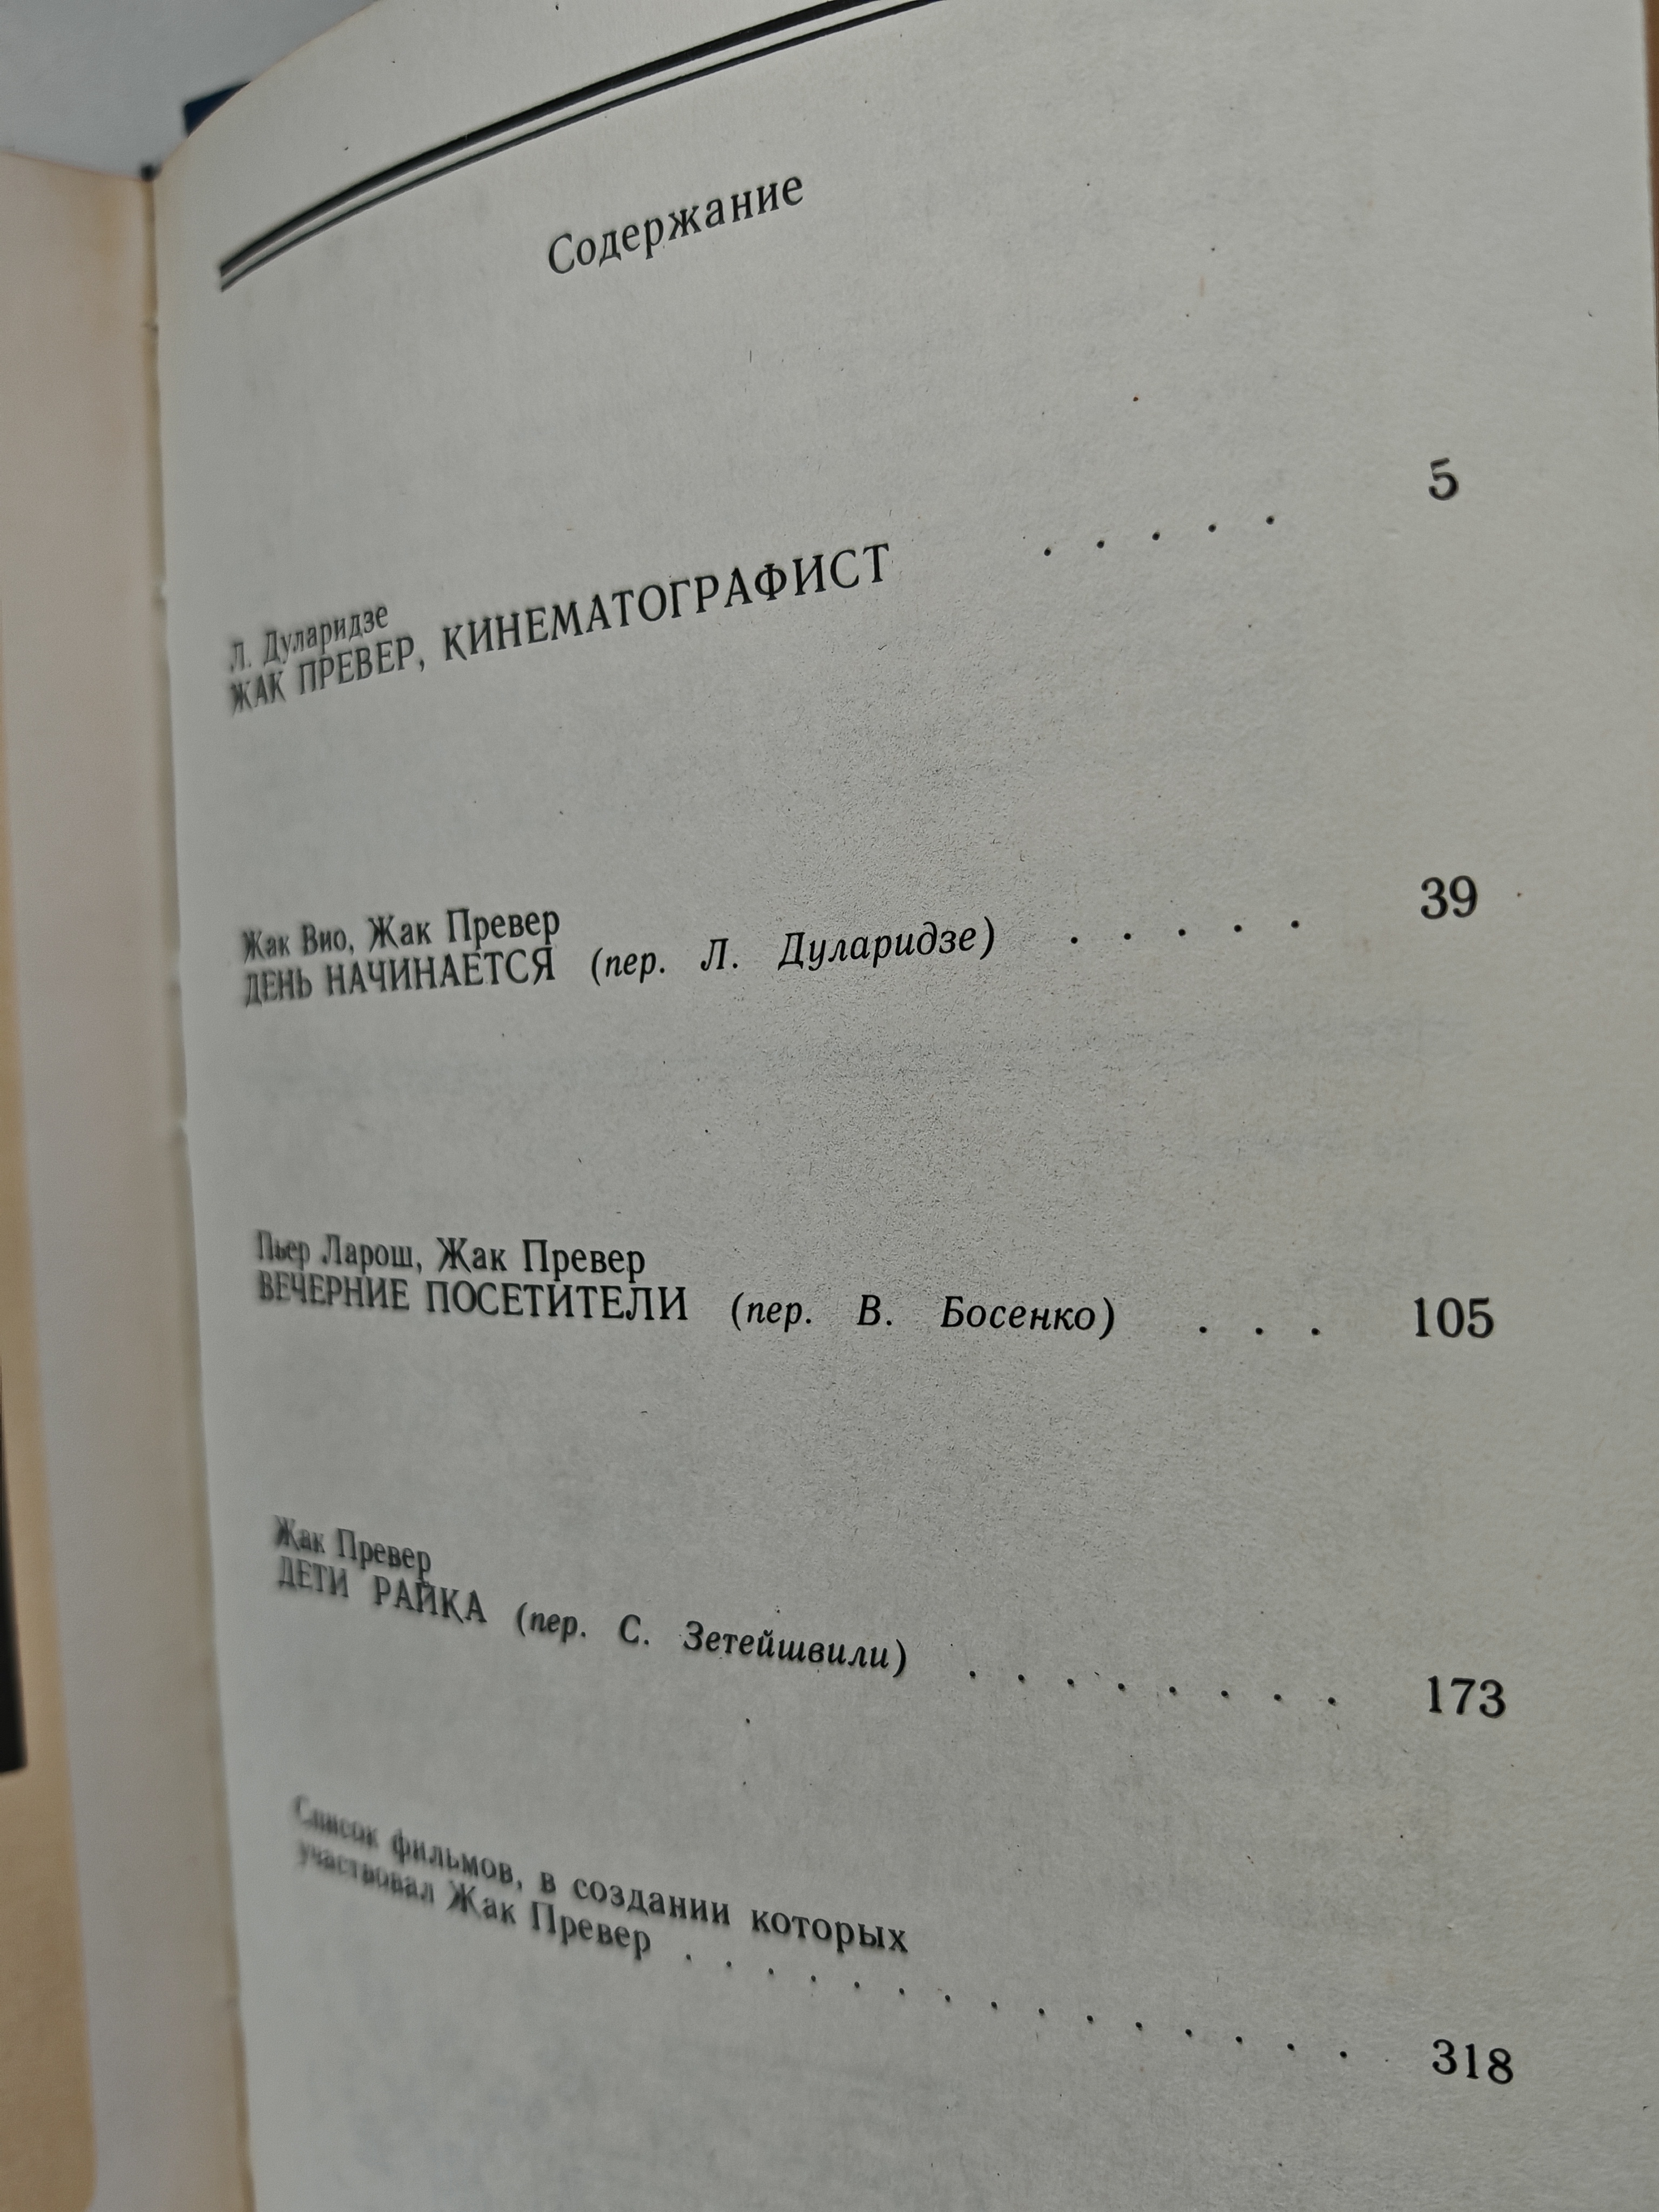 Содержание
Л. Дуларидзе
ЖАК ПРЕВЕР, КИНЕМАТОГРАФИСТ . . . . . 5
Жак Вио, Жак Превер
ДЕНЬ НАЧИНАЕТСЯ (пер. Л. Дуларидзе) . . . . . 39
Пьер Ларош, Жак Превер
ВЕЧЕРНИЕ ПОСЕТИТЕЛИ (пер. В. Босенко) . . . 105
Жак Превер
ДЕТИ РАЙКА (пер. С. Зетейшвили) . . . . . . . . 173
Список фильмов, в создании которых
участвовал Жак Превер . . . . . . . . . . . . . . . 318